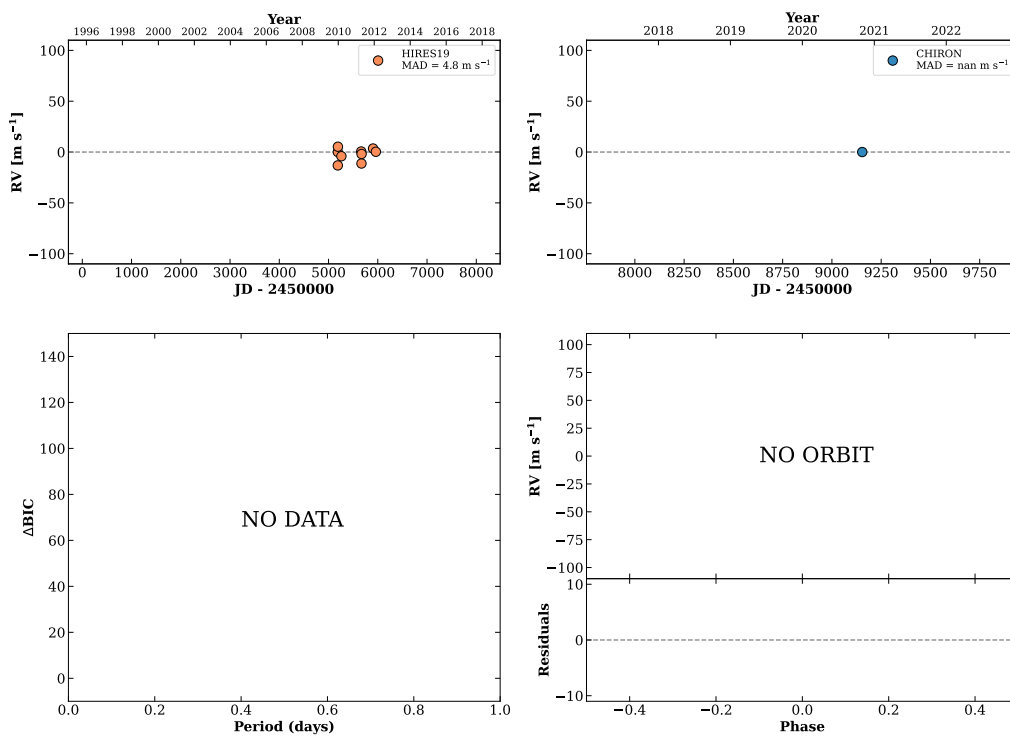 Year
1996 1998 2000 2002 2004 2006 2008 2010 2012 2014 2016 2018
HIRES19
MAD = 4.8 m s⁻¹
100
50
0
−50
−100
RV [m s⁻¹]
0 1000 2000 3000 4000 5000 6000 7000 8000
JD - 2450000
Year
2018 2019 2020 2021 2022
CHIRON
MAD = nan m s⁻¹
100
50
0
−50
−100
RV [m s⁻¹]
8000 8250 8500 8750 9000 9250 9500 9750
JD - 2450000
140
120
100
80
60
40
20
0
ΔBIC
NO DATA
0.0 0.2 0.4 0.6 0.8 1.0
Period (days)
100
75
50
25
0
−25
−50
−75
−100
RV [m s⁻¹]
NO ORBIT
10
0
−10
Residuals
−0.4 −0.2 0.0 0.2 0.4
Phase